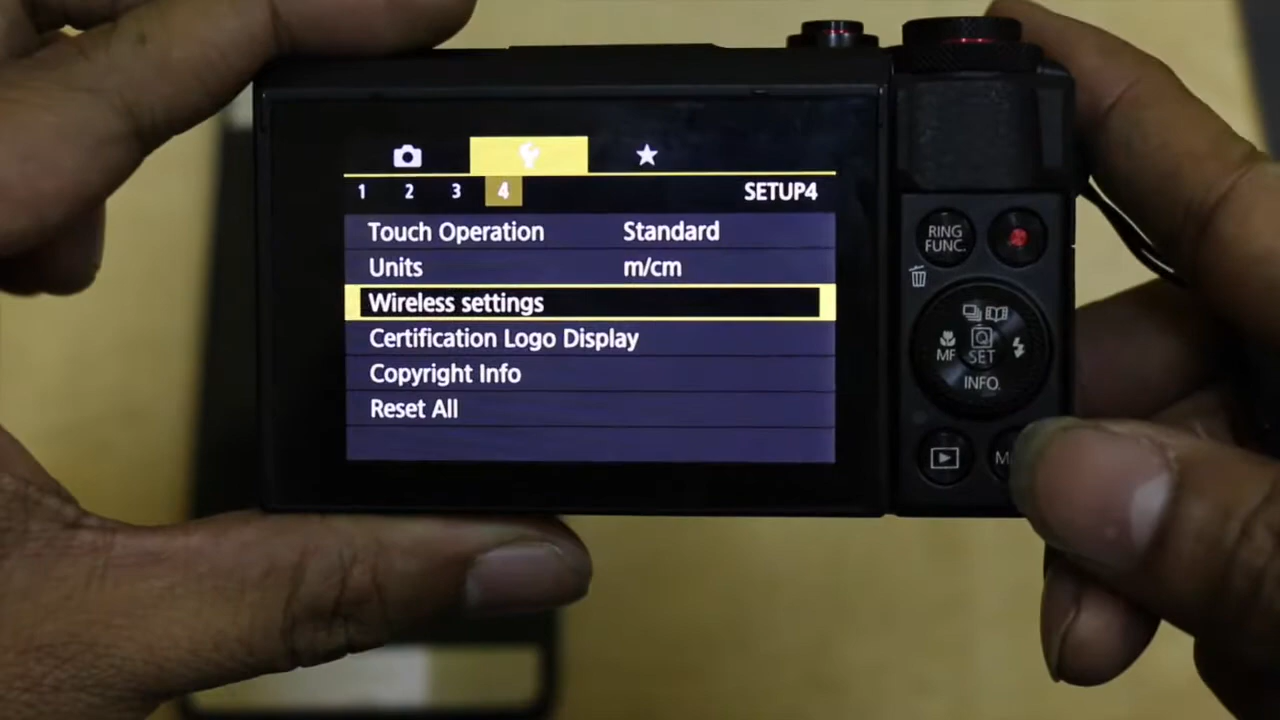 1 2 3 4 SETUP4
Touch Operation Standard
Units m/cm
Wireless settings
Certification Logo Display
Copyright Info
Reset All
RING
FUNC.
Q
MF SET
INFO.